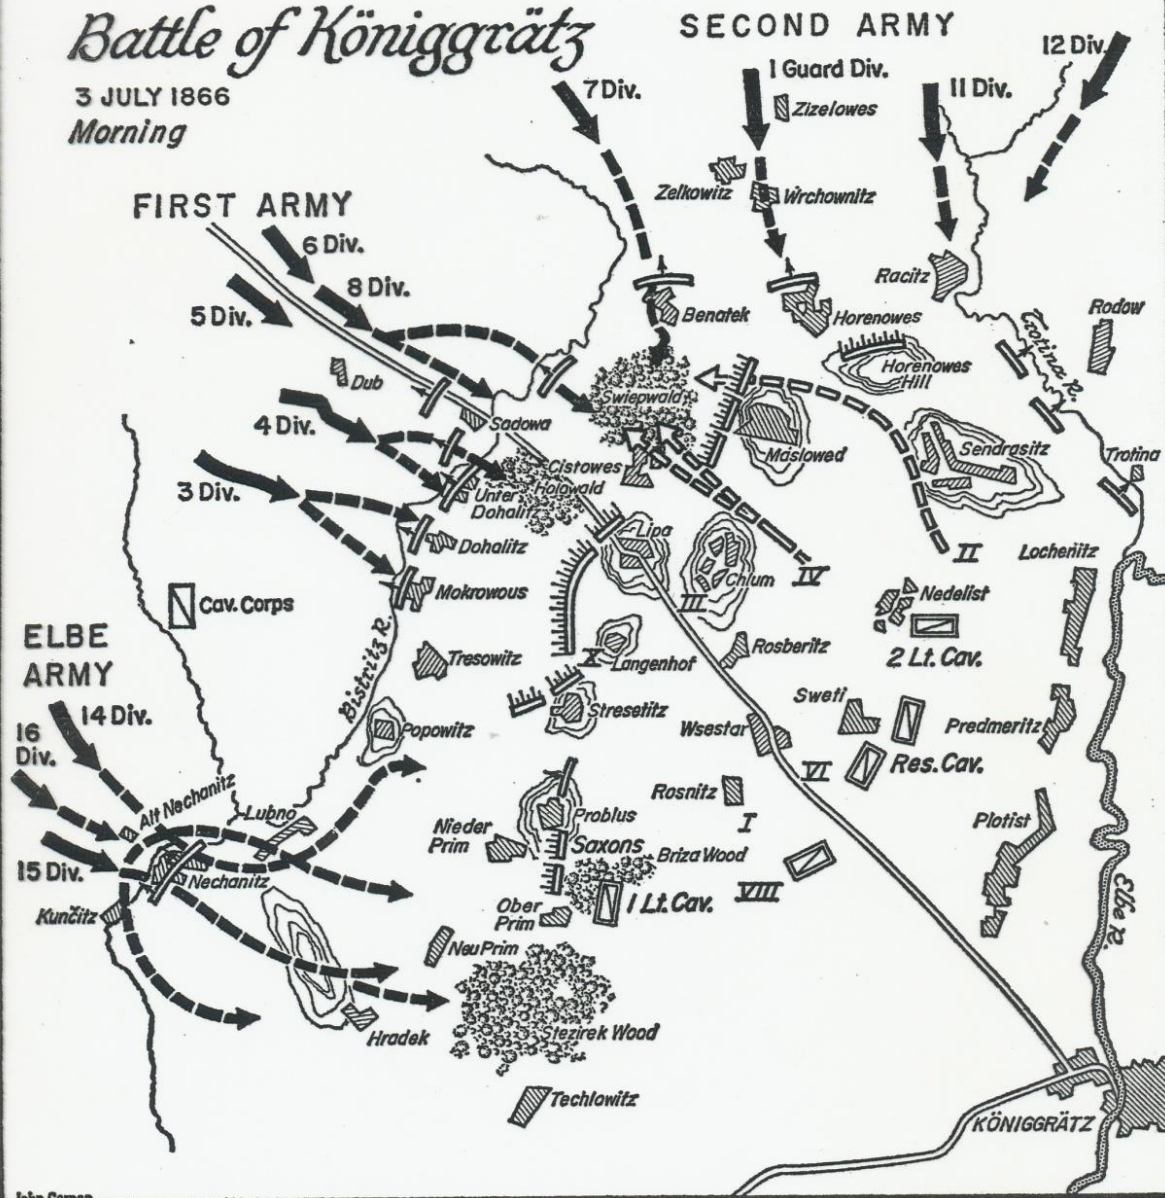 Battle of Königgrätz
3 JULY 1866
Morning
SECOND ARMY
12 Div.
7 Div.
1 Guard Div.
11 Div.
Zizelowes
Zelkowitz
Wrchownitz
FIRST ARMY
6 Div.
8 Div.
5 Div.
Racitz
Rodow
Benatek
Horenowes
Trotina R.
Horenowes
Hill
Dub
Swiepwald
4 Div.
Sadowa
Maslowed
Sendrasitz
Trotina
Cistowes
Holawald
3 Div.
Unter
Dohalitz
Dohalitz
Lipa
Chlum
II
IV
III
Lochenitz
Mokrowous
Nedelist
Cav. Corps
ELBE
ARMY
Bistritz R.
Tresowitz
X
Langenhof
Rosberitz
2 Lt. Cav.
14 Div.
16
Div.
Popowitz
Stresetitz
Wsestar
Sweti
Predmeritz
VI
Res. Cav.
Alt Nechanitz
Lubno
Rosnitz
I
Problus
Plotist
Nieder
Prim
Saxons
Briza Wood
15 Div.
Nechanitz
VIII
1 Lt. Cav.
Kunčitz
Ober
Prim
Elbe R.
Neu Prim
Hradek
Stezirek Wood
Techlowitz
KÖNIGGRÄTZ